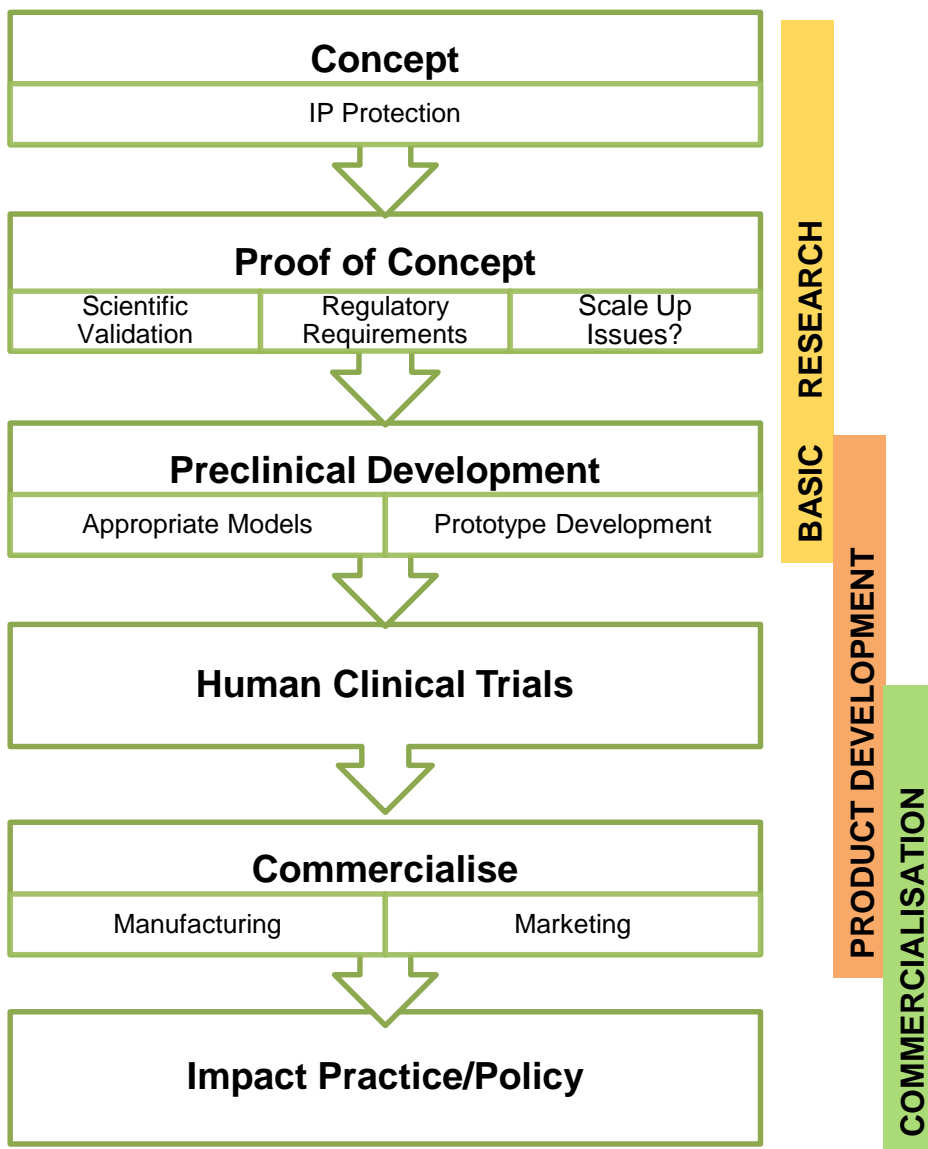 Concept
IP Protection
Proof of Concept
Scientific
Validation
Regulatory
Requirements
Scale Up
Issues?
Preclinical Development
Appropriate Models
Prototype Development
Human Clinical Trials
Commercialise
Manufacturing
Marketing
Impact Practice/Policy
BASIC RESEARCH
PRODUCT DEVELOPMENT
COMMERCIALISATION